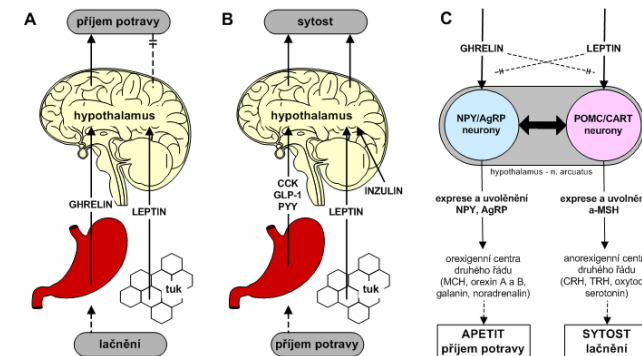 A
příjem potravy
hypothalamus
GHRELIN
LEPTIN
tuk
lačnění
B
sytost
hypothalamus
CCK
GLP-1
PYY
INZULIN
LEPTIN
tuk
příjem potravy
C
GHRELIN
LEPTIN
NPY/AgRP
neurony
POMC/CART
neurony
hypothalamus - n. arcuatus
exprese a uvolnění
NPY, AgRP
exprese a uvolně
a-MSH
orexigenní centra
druhého řádu
(MCH, orexin A a B,
galanin, noradrenalin)
anorexigenní centra
druhého řádu
(CRH, TRH, oxytoc
serotonin)
APETIT
příjem potravy
SYTOST
lačnění